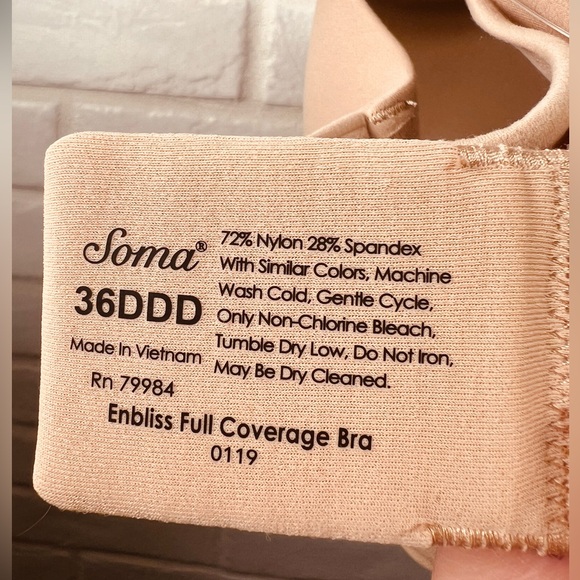 Soma®
36DDD
Made In Vietnam
Rn 79984
72% Nylon 28% Spandex
With Similar Colors, Machine
Wash Cold, Gentle Cycle,
Only Non-Chlorine Bleach,
Tumble Dry Low, Do Not Iron,
May Be Dry Cleaned.
Enbliss Full Coverage Bra
0119